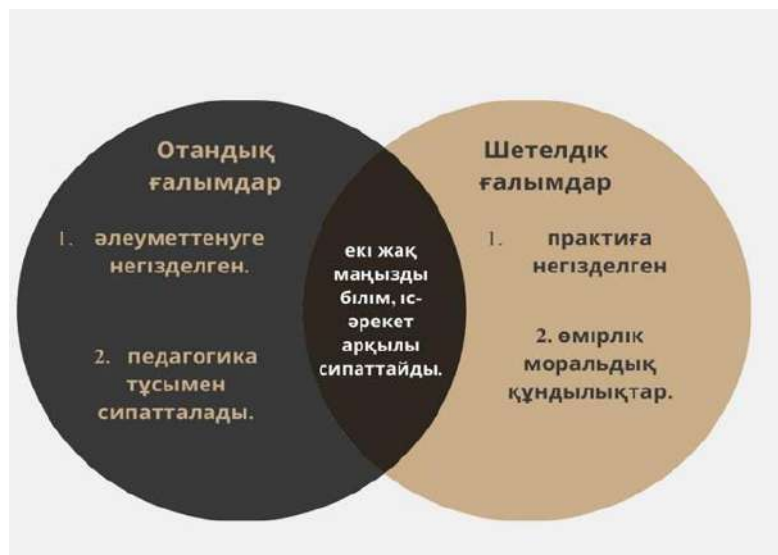 Отандық
ғалымдар
1. әлеуметтенуге
негізделген.
2. педагогика
тұсымен
сипатталады.
екі жақ
маңызды
білім, іс-
әрекет
арқылы
сипаттайды.
Шетелдік
ғалымдар
1. практиға
негізделген
2. өмірлік
моральдық
құндылықтар.